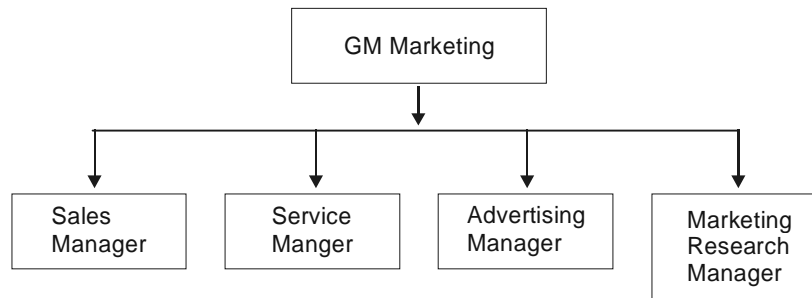 GM Marketing
Sales
Manager
Service
Manger
Advertising
Manager
Marketing
Research
Manager